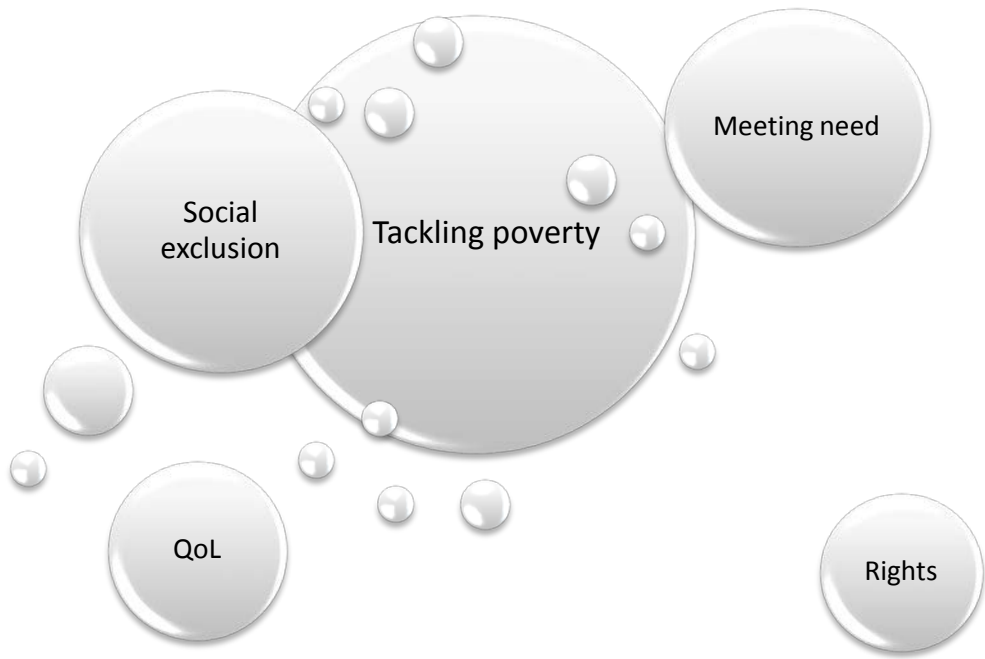 Meeting need
Social
exclusion
Tackling poverty
QoL
Rights